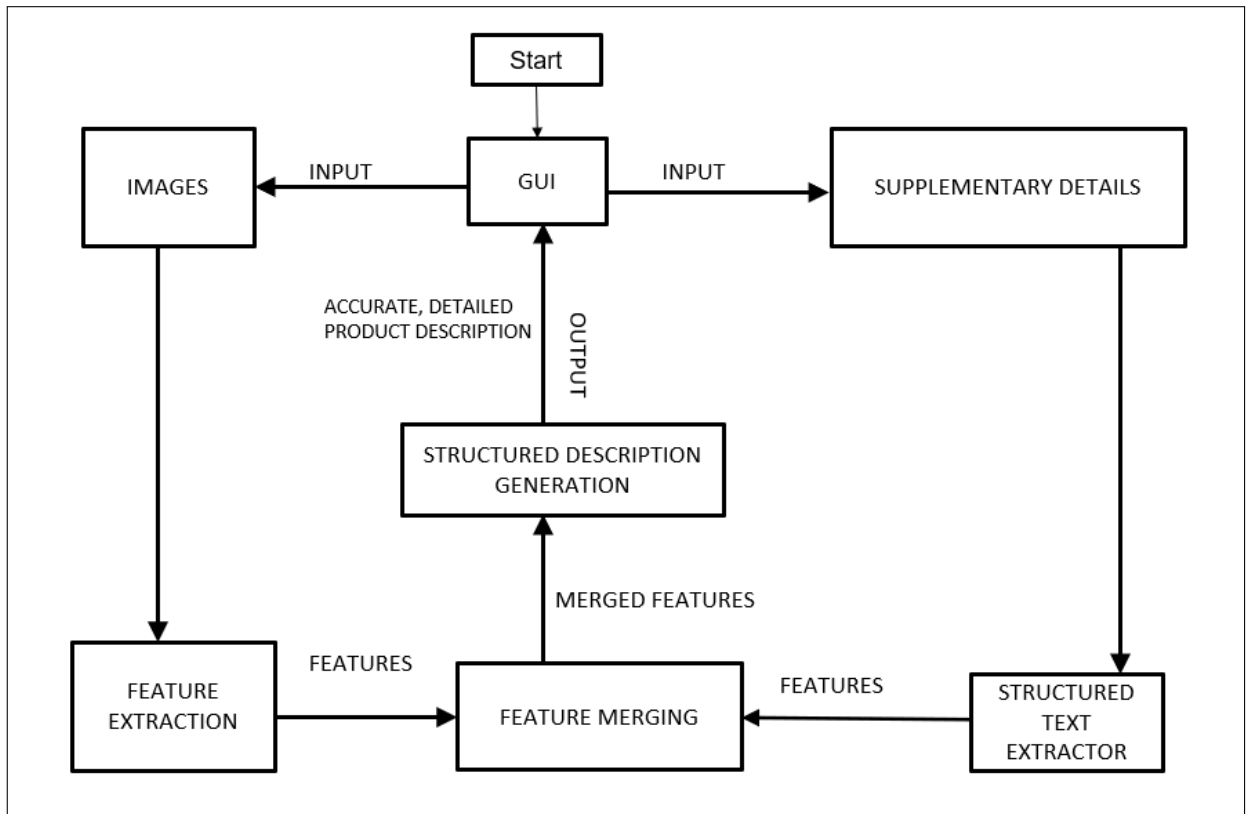 Start
IMAGES
INPUT
GUI
INPUT
SUPPLEMENTARY DETAILS
ACCURATE, DETAILED
PRODUCT DESCRIPTION
OUTPUT
STRUCTURED DESCRIPTION
GENERATION
MERGED FEATURES
FEATURE
EXTRACTION
FEATURES
FEATURE MERGING
FEATURES
STRUCTURED
TEXT
EXTRACTOR